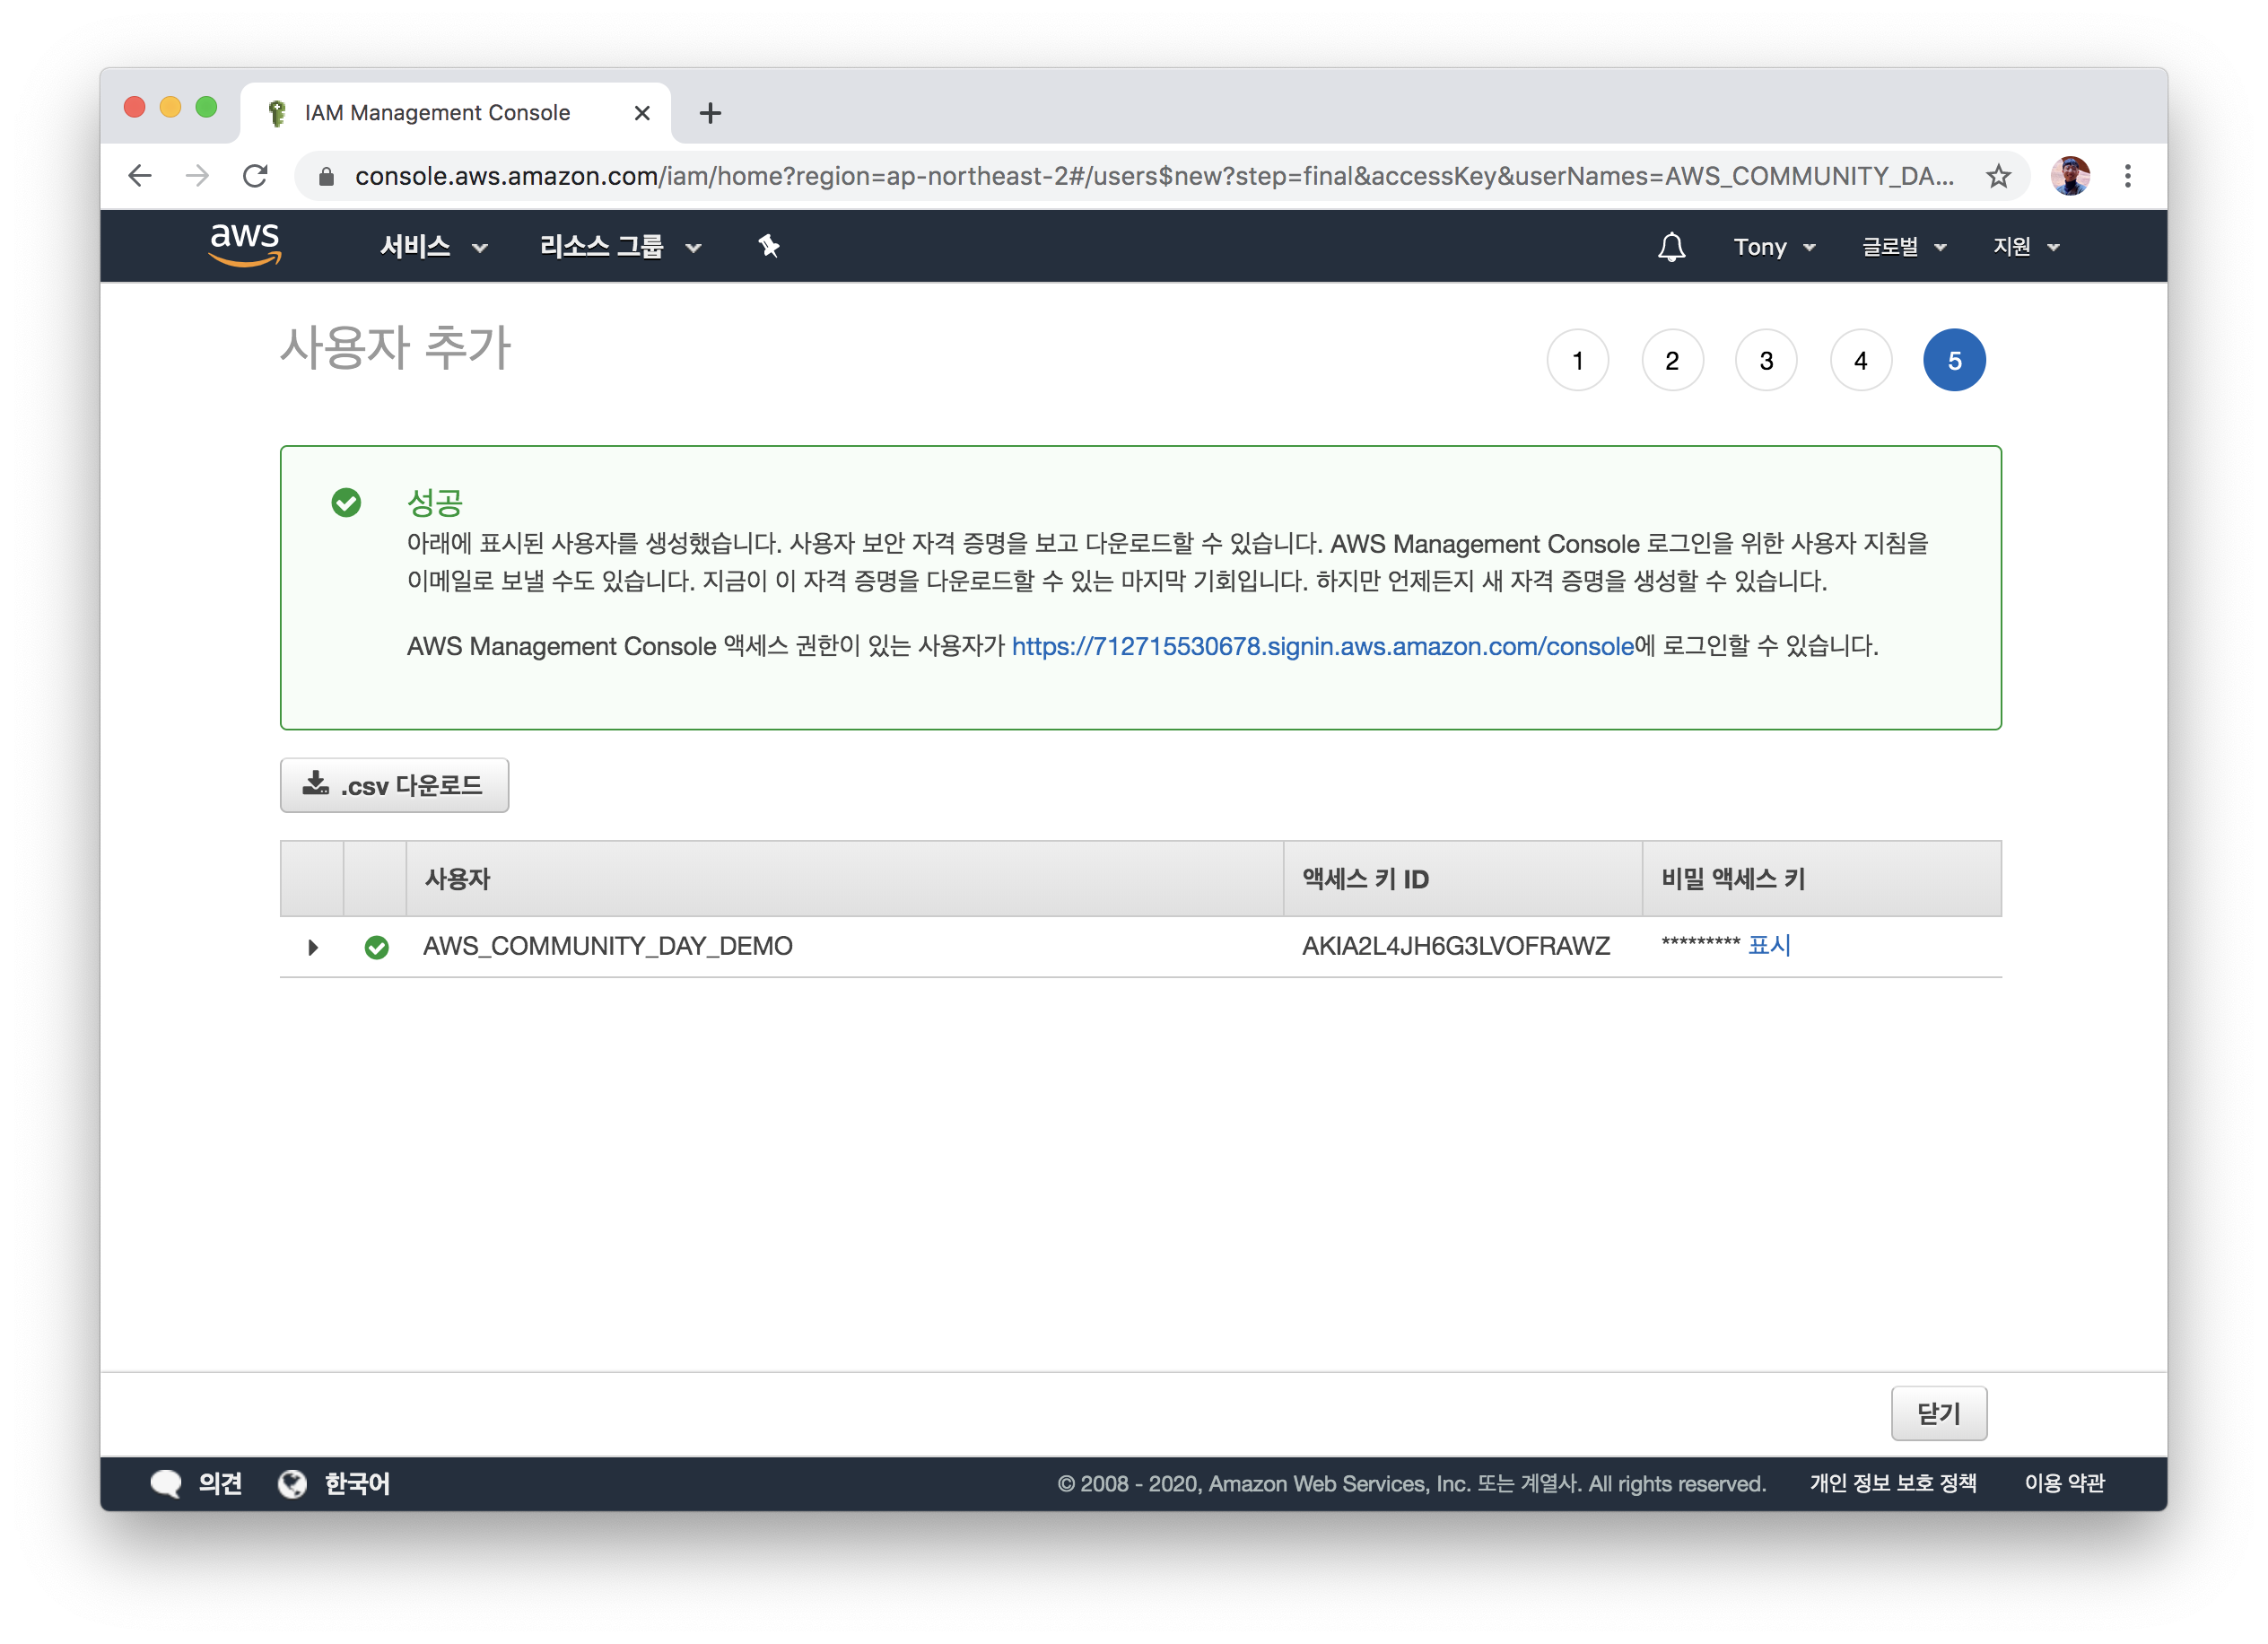 IAM Management Console
console.aws.amazon.com/iam/home?region=ap-northeast-2#/users$new?step=final&accessKey&userNames=AWS_COMMUNITY_DA...
aws 서비스 리소스 그룹 Tony 글로벌 지원
사용자 추가
1 2 3 4 5
성공
아래에 표시된 사용자를 생성했습니다. 사용자 보안 자격 증명을 보고 다운로드할 수 있습니다. AWS Management Console 로그인을 위한 사용자 지침을
이메일로 보낼 수도 있습니다. 지금이 이 자격 증명을 다운로드할 수 있는 마지막 기회입니다. 하지만 언제든지 새 자격 증명을 생성할 수 있습니다.
AWS Management Console 액세스 권한이 있는 사용자가 https://712715530678.signin.aws.amazon.com/console에 로그인할 수 있습니다.
.csv 다운로드
사용자 액세스 키 ID 비밀 액세스 키
AWS_COMMUNITY_DAY_DEMO AKIA2L4JH6G3LVOFRAWZ ********* 표시
닫기
의견 한국어 © 2008 - 2020, Amazon Web Services, Inc. 또는 계열사. All rights reserved. 개인 정보 보호 정책 이용 약관